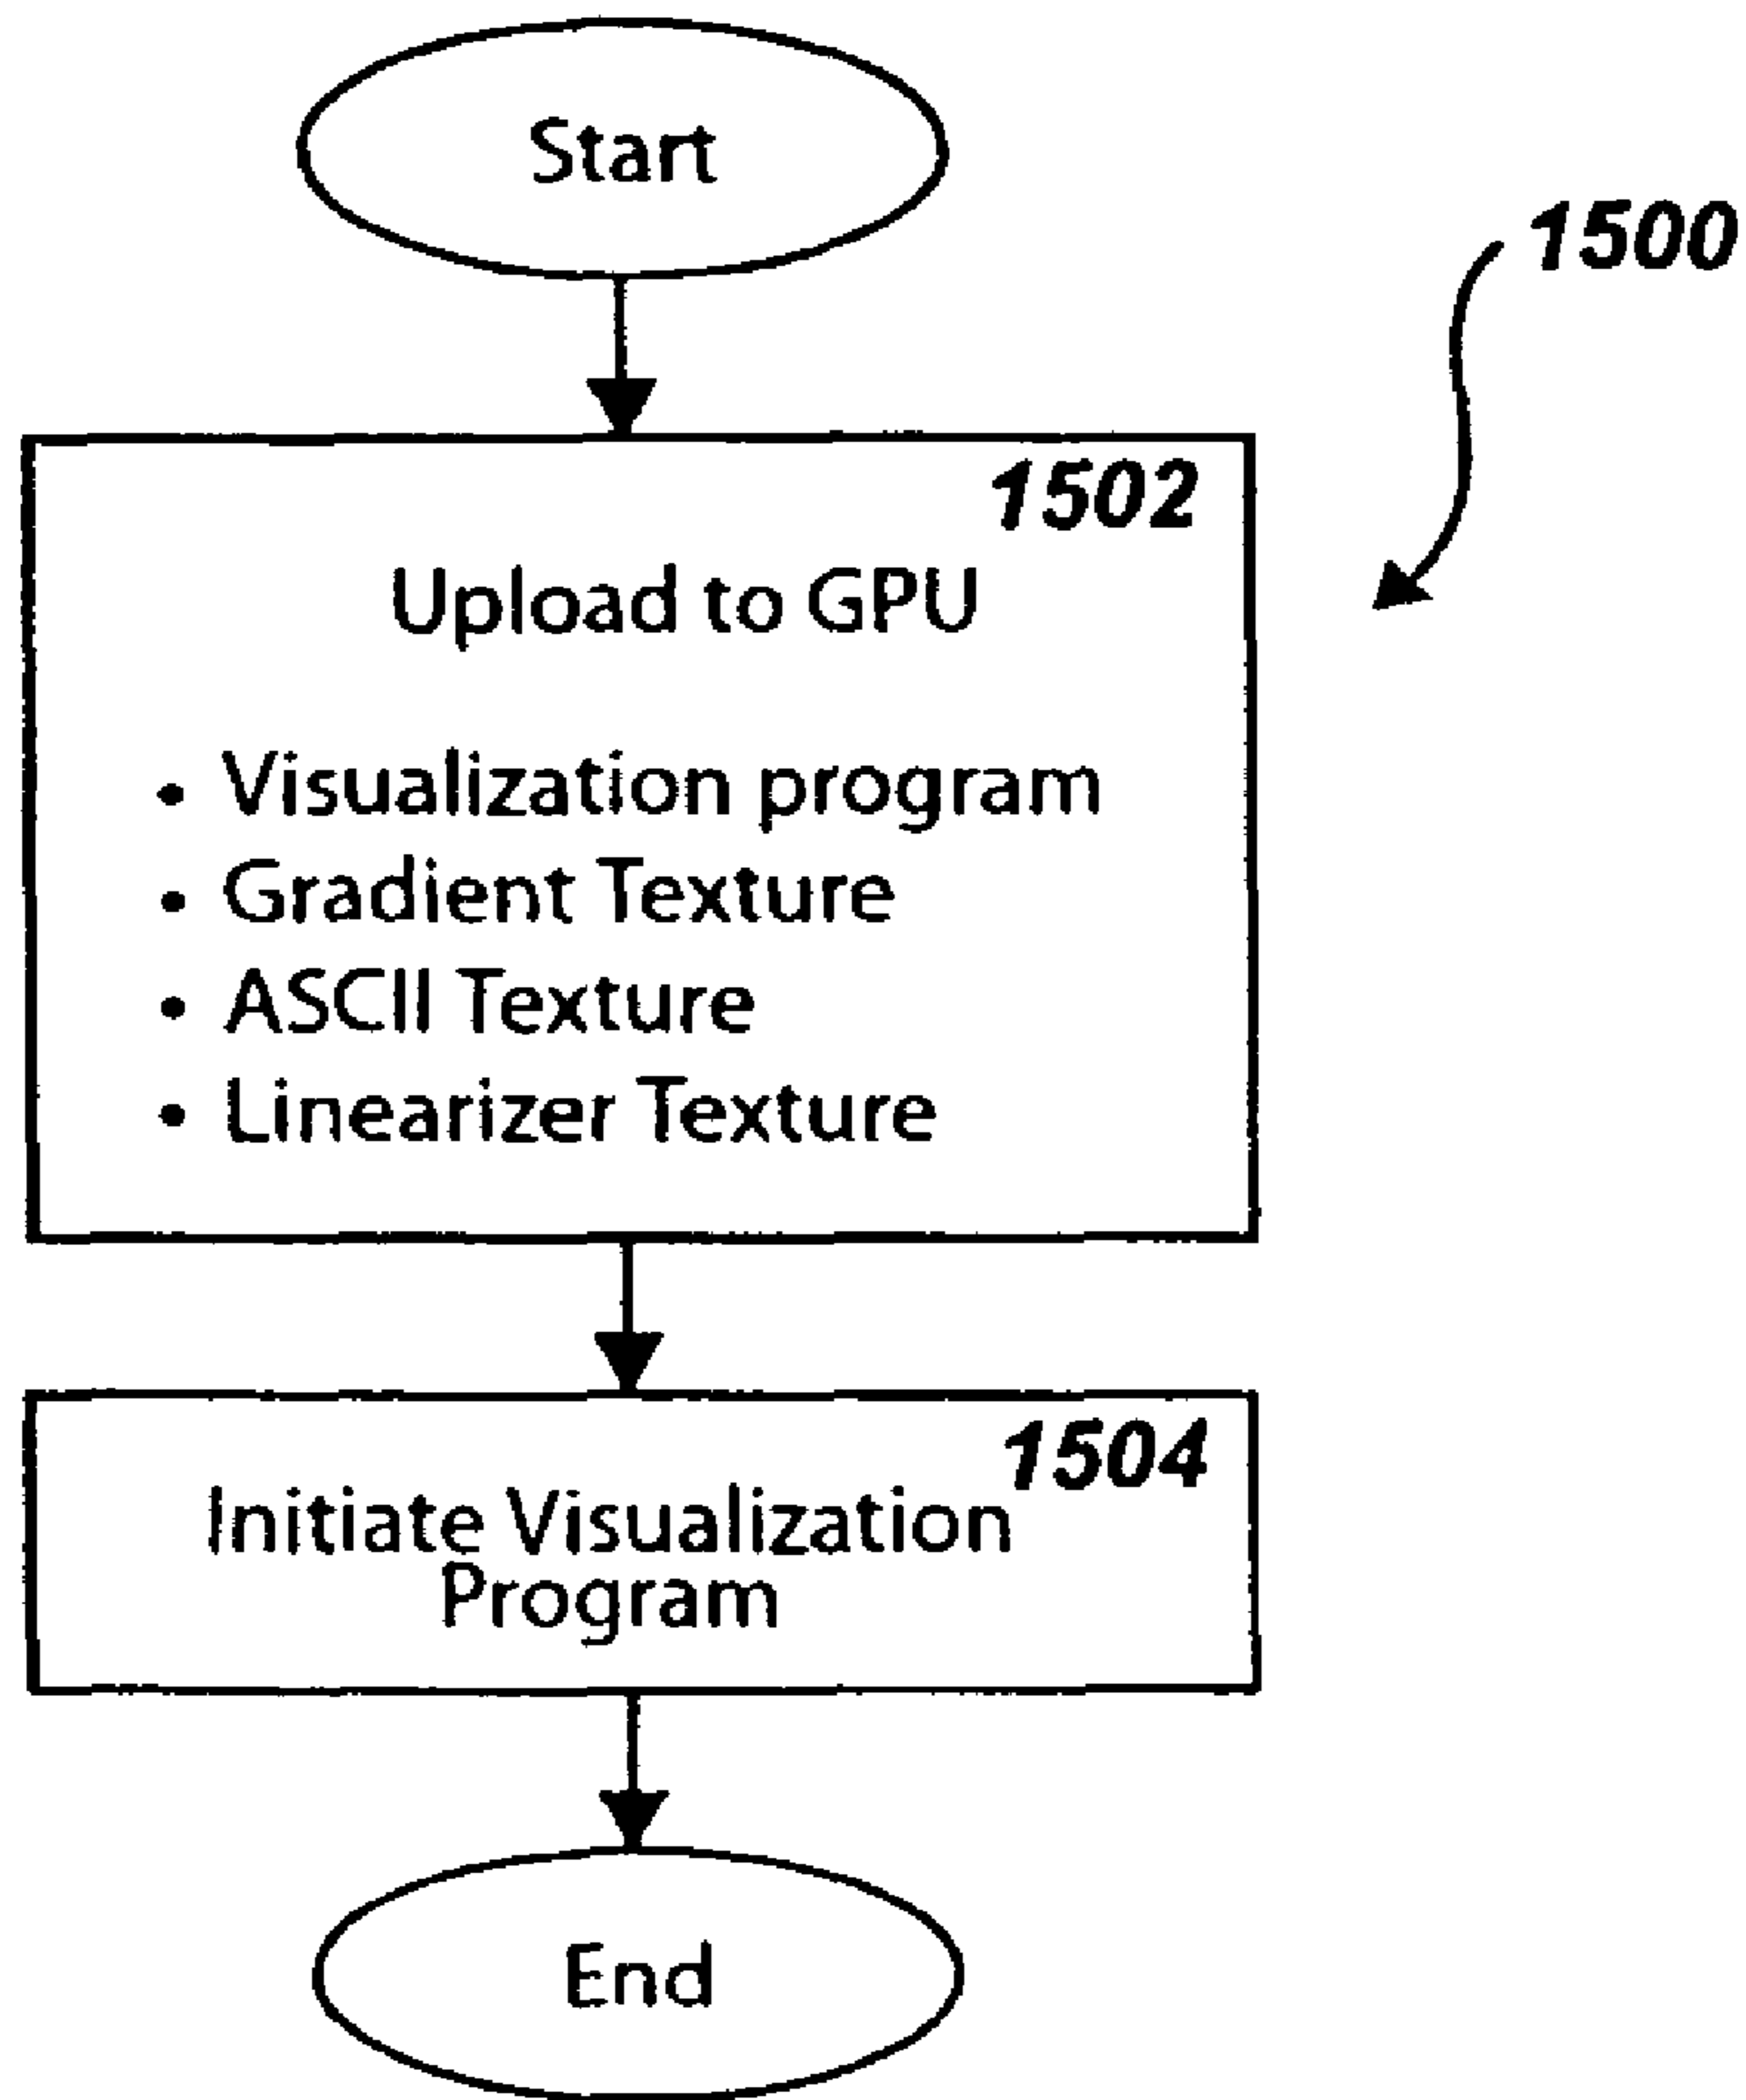 Start
1500
1502
Upload to GPU
• Visualization program
• Gradient Texture
• ASCII Texture
• Linearizer Texture
1504
Initiate Visualization
Program
End